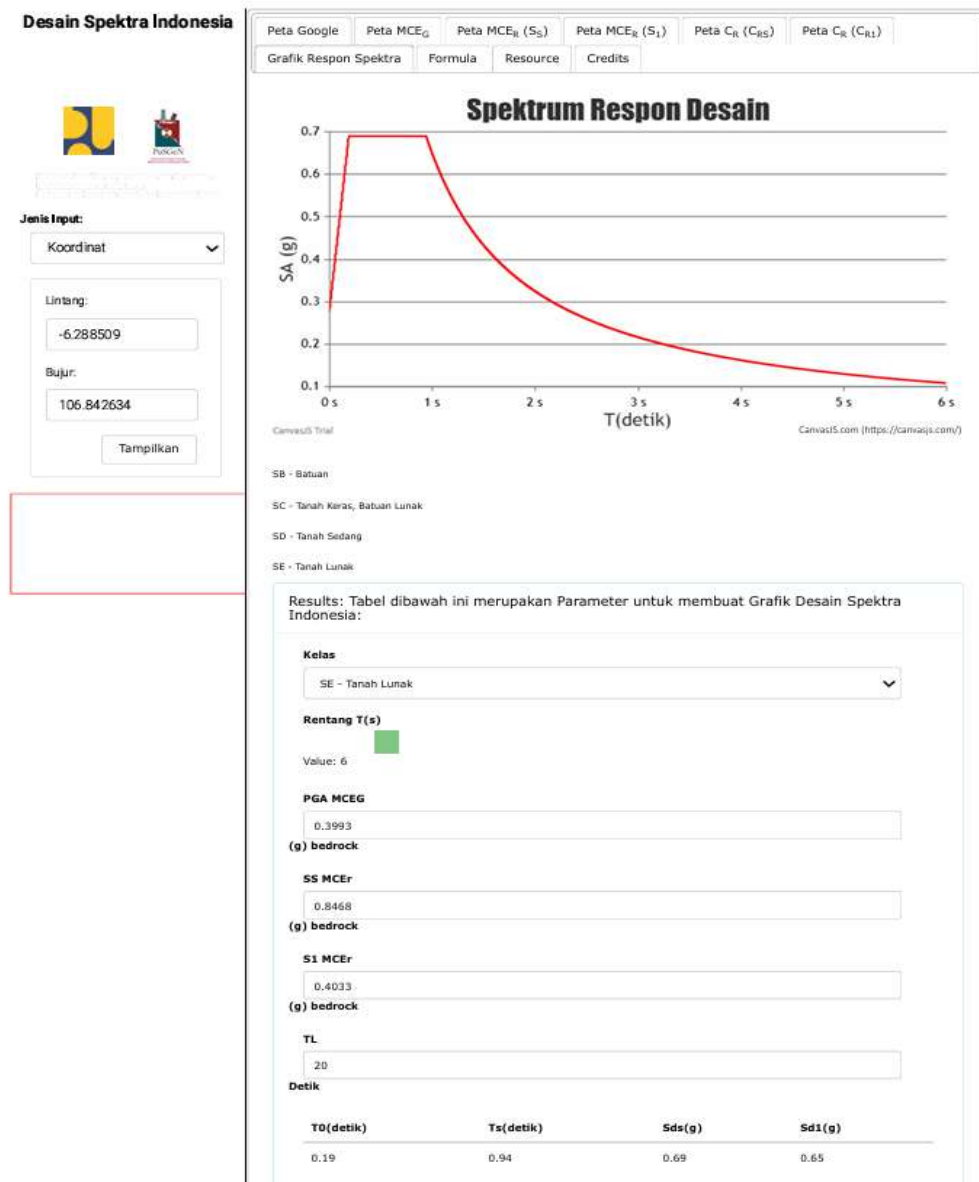 Desain Spektra Indonesia
PuSGeN
Jenis Input:
Koordinat
Lintang:
-6.288509
Bujur:
106.842634
Tampilkan
Peta Google
Peta MCEG
Peta MCER (SS)
Peta MCER (S1)
Peta CR (CRS)
Peta CR (CR1)
Grafik Respon Spektra
Formula
Resource
Credits
Spektrum Respon Desain
SA (g)
0.7
0.6
0.5
0.4
0.3
0.2
0.1
0 s
1 s
2 s
3 s
4 s
5 s
6 s
T(detik)
CanvasJS Trial
CanvasJS.com (https://canvasjs.com/)
SB - Batuan
SC - Tanah Keras, Batuan Lunak
SD - Tanah Sedang
SE - Tanah Lunak
Results: Tabel dibawah ini merupakan Parameter untuk membuat Grafik Desain Spektra
Indonesia:
Kelas
SE - Tanah Lunak
Rentang T(s)
Value: 6
PGA MCEG
0.3993
(g) bedrock
SS MCEr
0.8468
(g) bedrock
S1 MCEr
0.4033
(g) bedrock
TL
20
Detik
T0(detik) Ts(detik) Sds(g) Sd1(g)
0.19 0.94 0.69 0.65